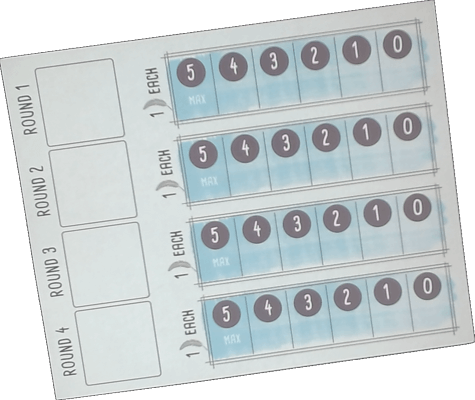 ROUND 1
1 EACH
5 4 3 2 1 0
MAX
ROUND 2
1 EACH
5 4 3 2 1 0
MAX
ROUND 3
1 EACH
5 4 3 2 1 0
MAX
ROUND 4
1 EACH
5 4 3 2 1 0
MAX